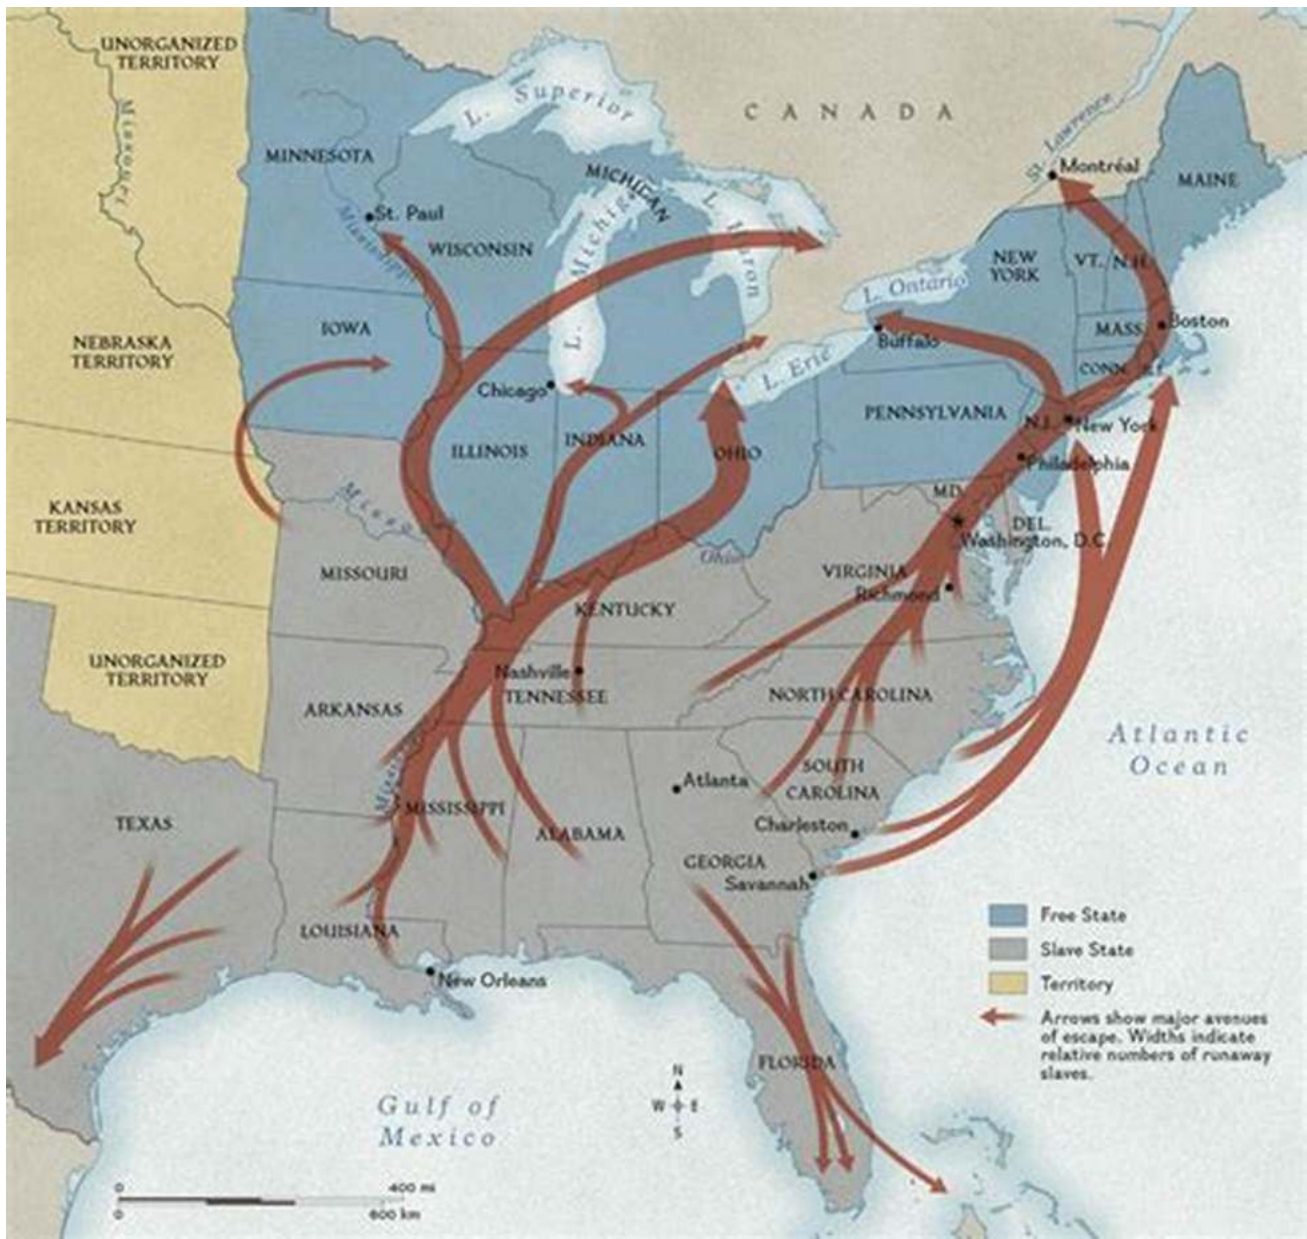 UNORGANIZED
TERRITORY
Missouri
MINNESOTA
L. Superior
CANADA
St. Lawrence
Montréal
MAINE
MICHIGAN
St. Paul
Mississippi
WISCONSIN
L. Michigan
L. Huron
NEW
YORK
VT.
N.H.
L. Ontario
IOWA
NEBRASKA
TERRITORY
Buffalo
MASS.
Boston
CONN.
R.I.
L. Erie
Chicago
PENNSYLVANIA
N.J.
New York
ILLINOIS
INDIANA
OHIO
Philadelphia
MD.
KANSAS
TERRITORY
Missouri
DEL.
Washington, D.C.
Ohio
MISSOURI
VIRGINIA
Richmond
KENTUCKY
UNORGANIZED
TERRITORY
Nashville
TENNESSEE
NORTH CAROLINA
ARKANSAS
Atlantic
Ocean
Mississippi
Atlanta
SOUTH
CAROLINA
MISSISSIPPI
TEXAS
ALABAMA
Charleston
GEORGIA
Savannah
LOUISIANA
New Orleans
Free State
Slave State
Territory
Arrows show major avenues
of escape. Widths indicate
relative numbers of runaway
slaves.
FLORIDA
N
W E
S
Gulf of
Mexico
0 400 mi
0 600 km